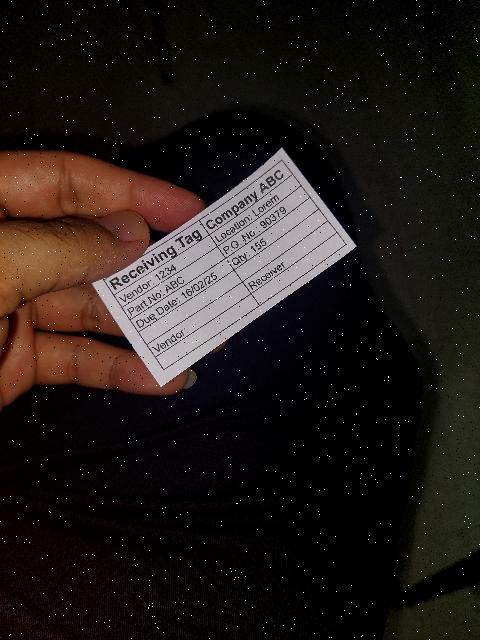 Receiving Tag Company ABC
Vendor: 1234 Location: Lorem
Part No: ABC P.O .No. 90379
Due Date: 16/02/25 Qty: 155
Vendor Receiver